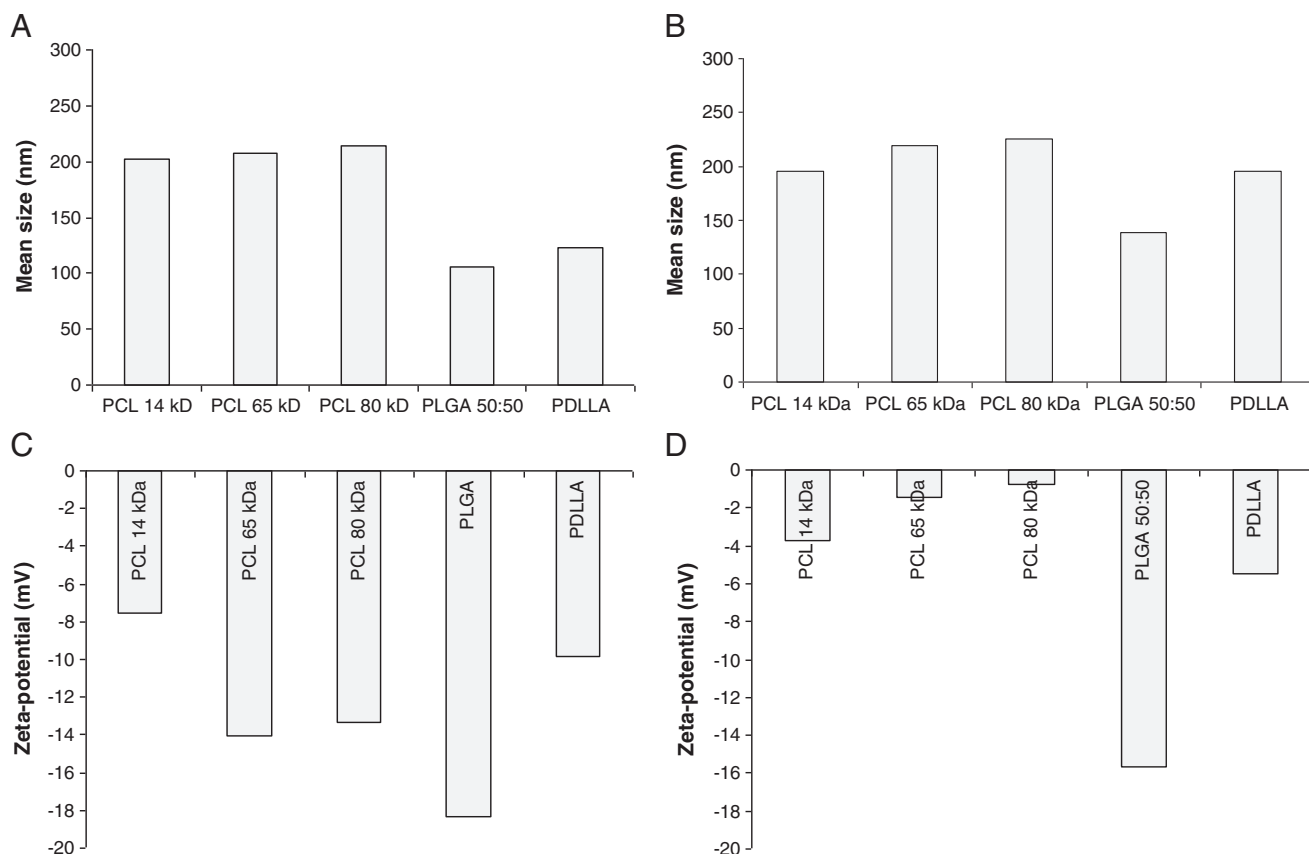 A
Mean size (nm)
300
250
200
150
100
50
0
PCL 14 kD PCL 65 kD PCL 80 kD PLGA 50:50 PDLLA
B
Mean size (nm)
300
250
200
150
100
50
0
PCL 14 kDa PCL 65 kDa PCL 80 kDa PLGA 50:50 PDLLA
C
Zeta-potential (mV)
0
-2
-4
-6
-8
-10
-12
-14
-16
-18
-20
PCL 14 kDa
PCL 65 kDa
PCL 80 kDa
PLGA
PDLLA
D
Zeta-potential (mV)
0
-2
-4
-6
-8
-10
-12
-14
-16
-18
-20
PCL 14 kDa
PCL 65 kDa
PCL 80 kDa
PLGA 50:50
PDLLA